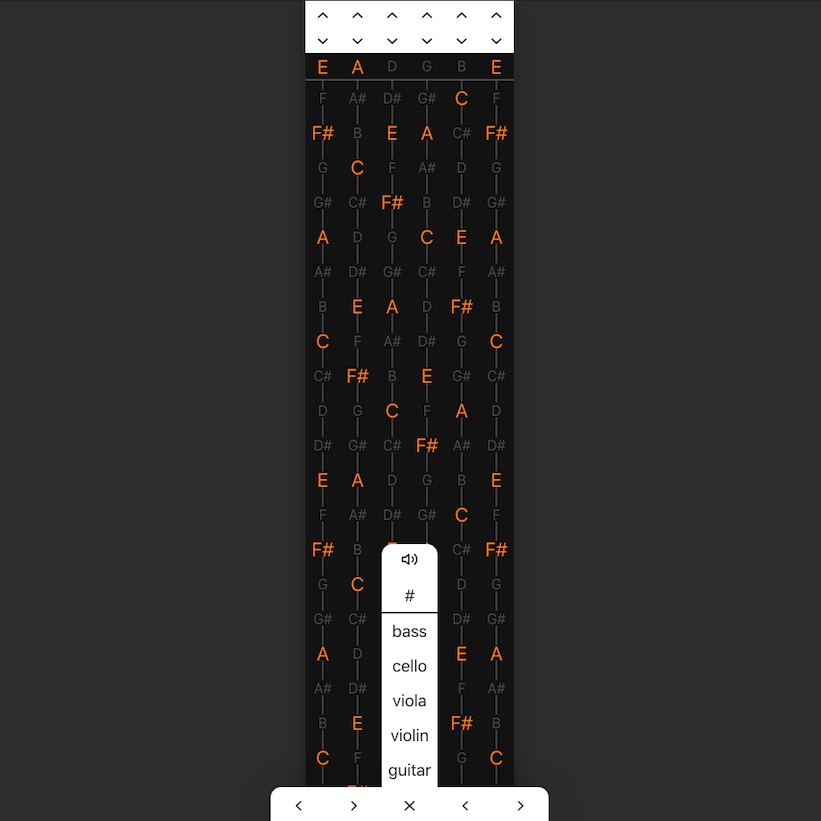 E A D G B E
F A# D# G# C F
F# B E A C# F#
G C F A# D G
G# C# F# B D# G#
A D G C E A
A# D# G# C# F A#
B E A D F# B
C F A# D# G C
C# F# B E G# C#
D G C F A D
D# G# C# F# A# D#
E A D G B E
F A# D# G# C F
F# B C# F#
G C D G
#
G# C# D# G#
bass
A D E A
cello
A# D# F A#
viola
B E F# B
violin
C F G C
guitar